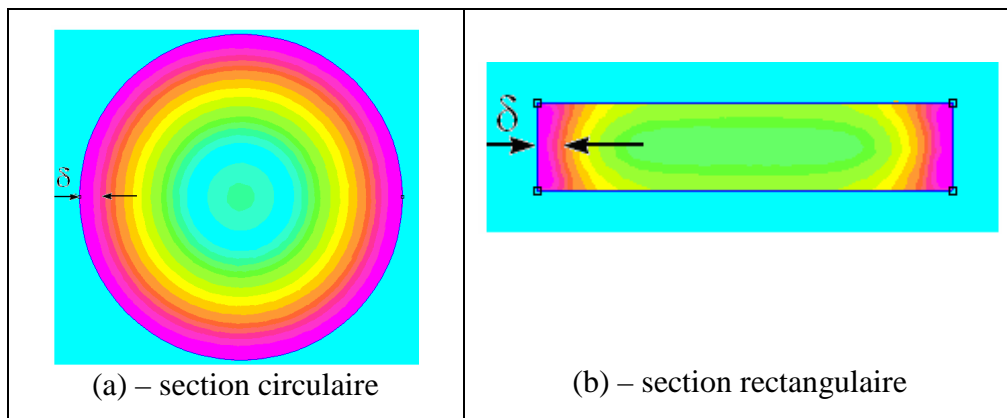 δ
(a) – section circulaire
δ
(b) – section rectangulaire